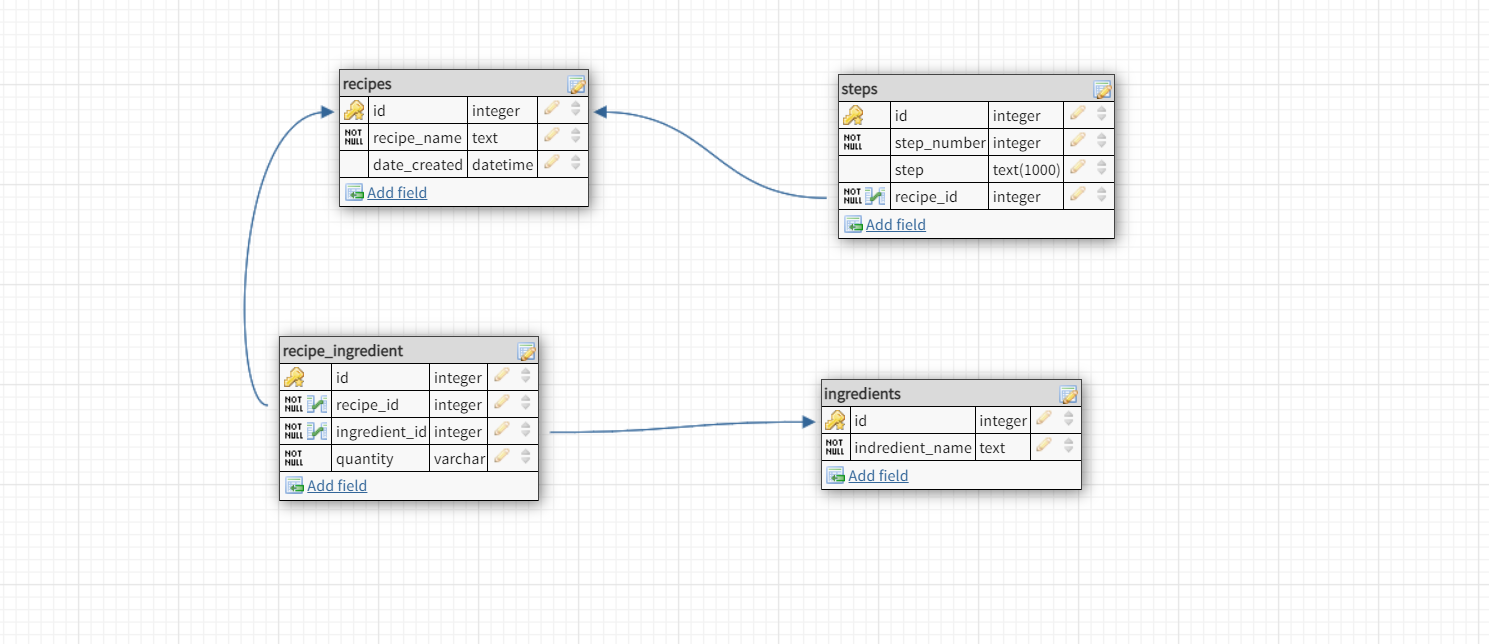 recipes
id integer
NOT NULL recipe_name text
date_created datetime
Add field
steps
id integer
NOT NULL step_number integer
step text(1000)
NOT NULL recipe_id integer
Add field
recipe_ingredient
id integer
NOT NULL recipe_id integer
NOT NULL ingredient_id integer
NOT NULL quantity varchar
Add field
ingredients
id integer
NOT NULL indredient_name text
Add field